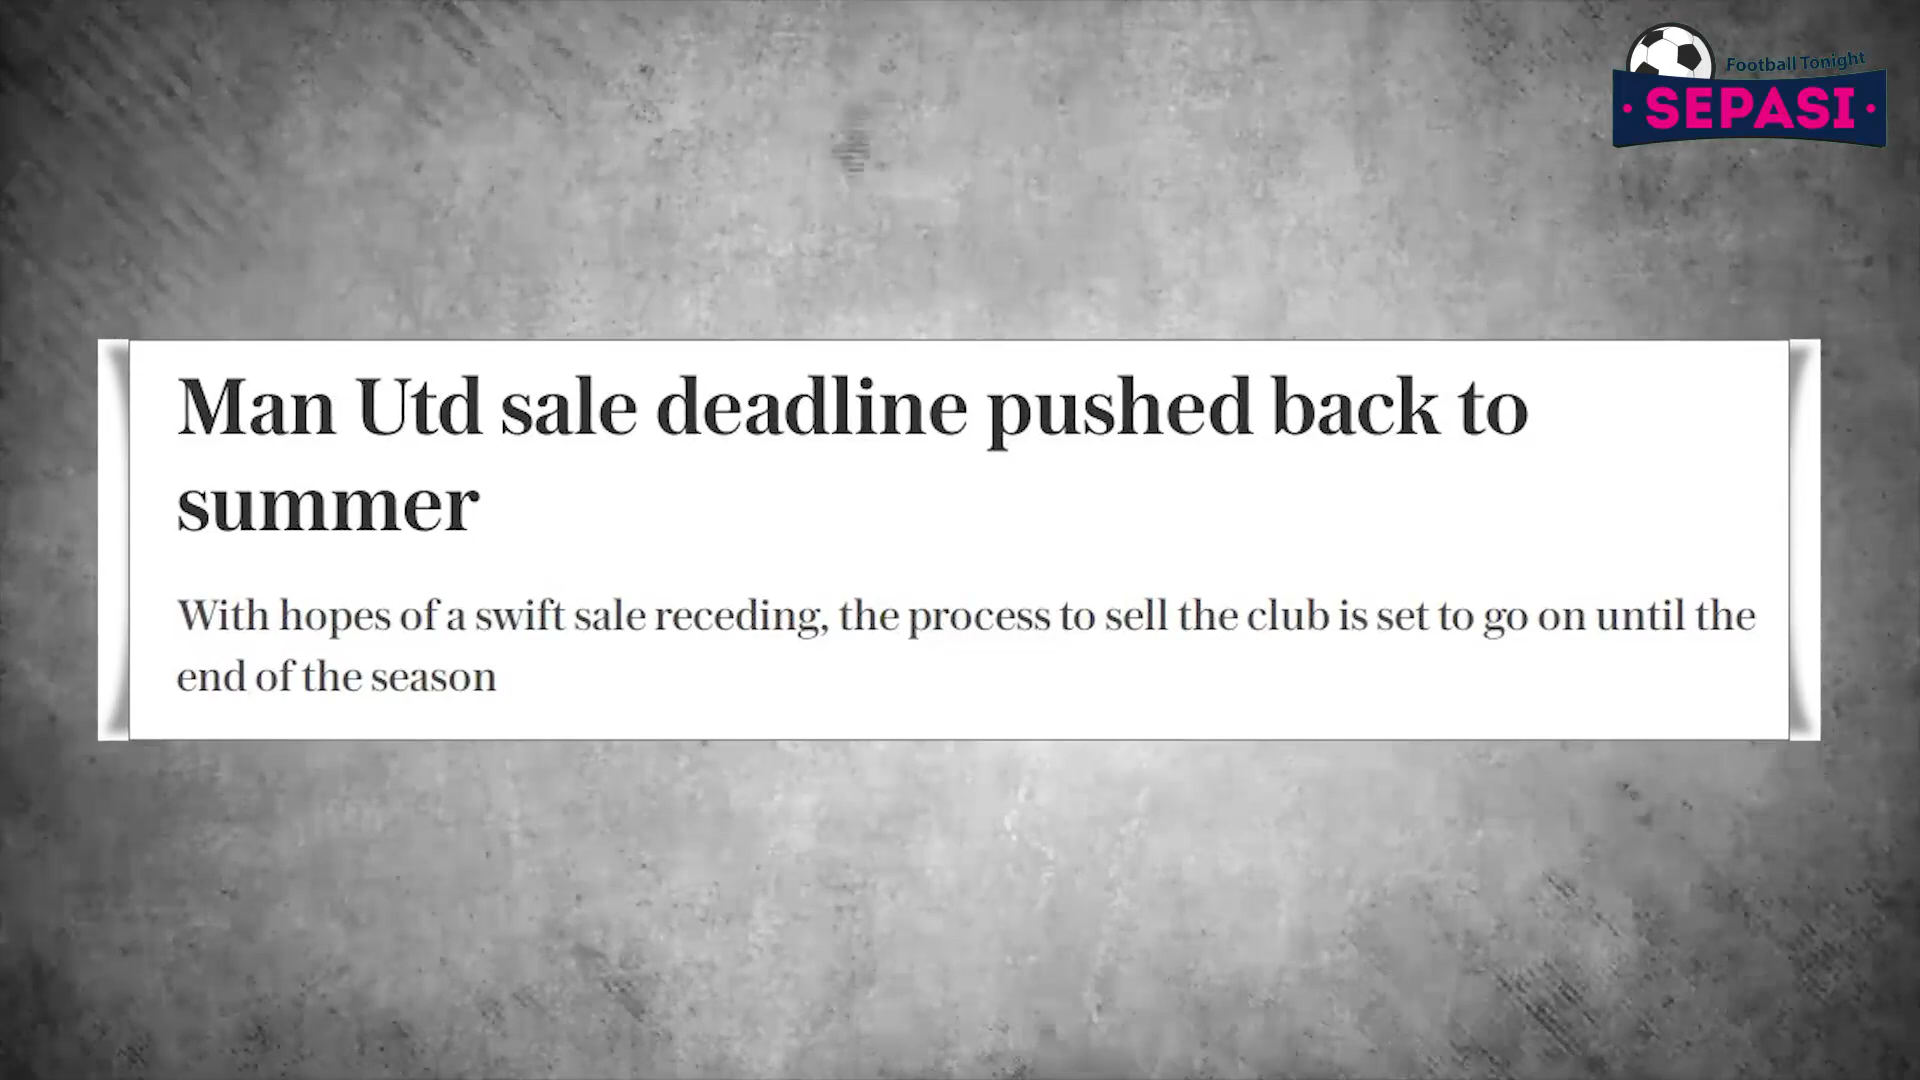 Football Tonight
• SEPASI •
Man Utd sale deadline pushed back to
summer
With hopes of a swift sale receding, the process to sell the club is set to go on until the
end of the season